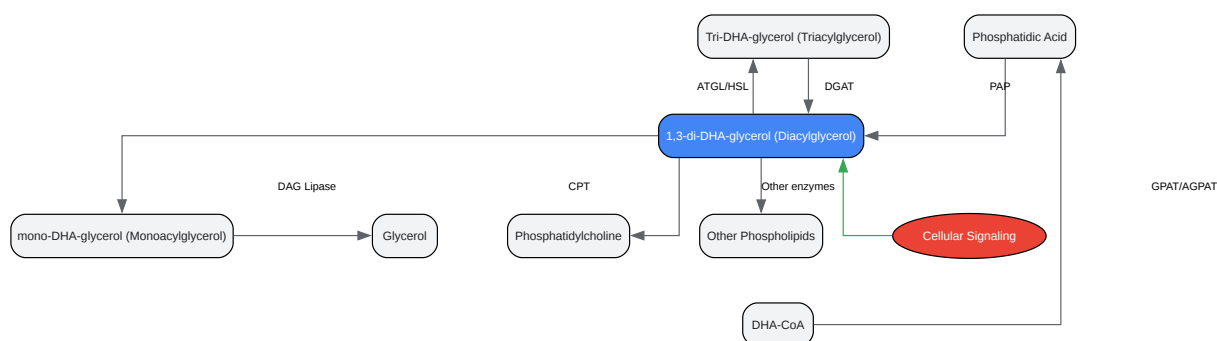 Tri-DHA-glycerol (Triacylglycerol)
Phosphatidic Acid
ATGL/HSL
DGAT
PAP
1,3-di-DHA-glycerol (Diacylglycerol)
DAG Lipase
CPT
Other enzymes
GPAT/AGPAT
mono-DHA-glycerol (Monoacylglycerol)
Glycerol
Phosphatidylcholine
Other Phospholipids
Cellular Signaling
DHA-CoA